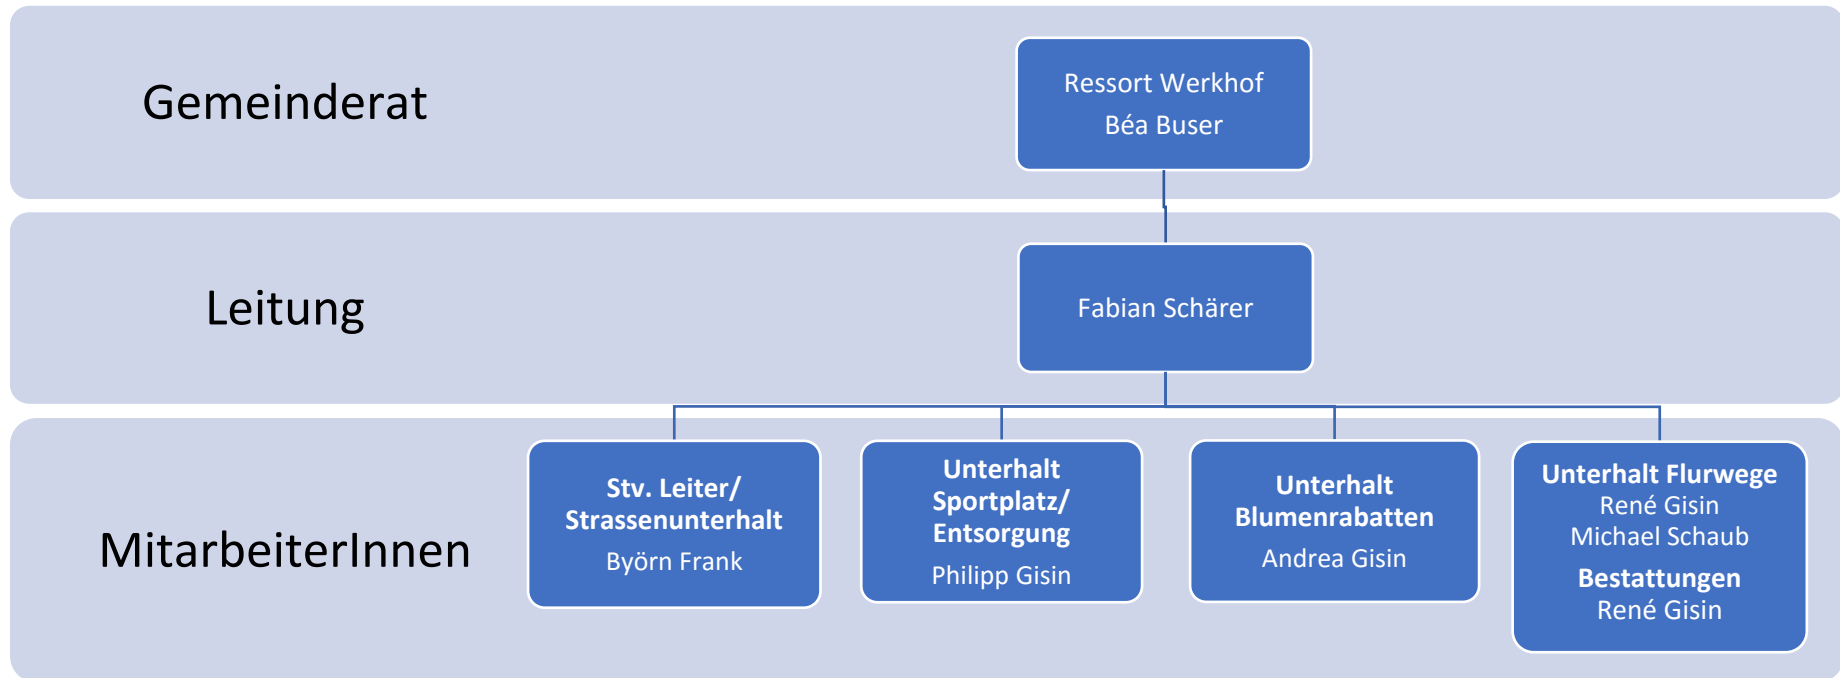 Gemeinderat
Ressort Werkhof
Béa Buser
Leitung
Fabian Schärer
MitarbeiterInnen
Stv. Leiter/
Strassenunterhalt
Byörn Frank
Unterhalt
Sportplatz/
Entsorgung
Philipp Gisin
Unterhalt
Blumenrabatten
Andrea Gisin
Unterhalt Flurwege
René Gisin
Michael Schaub
Bestattungen
René Gisin